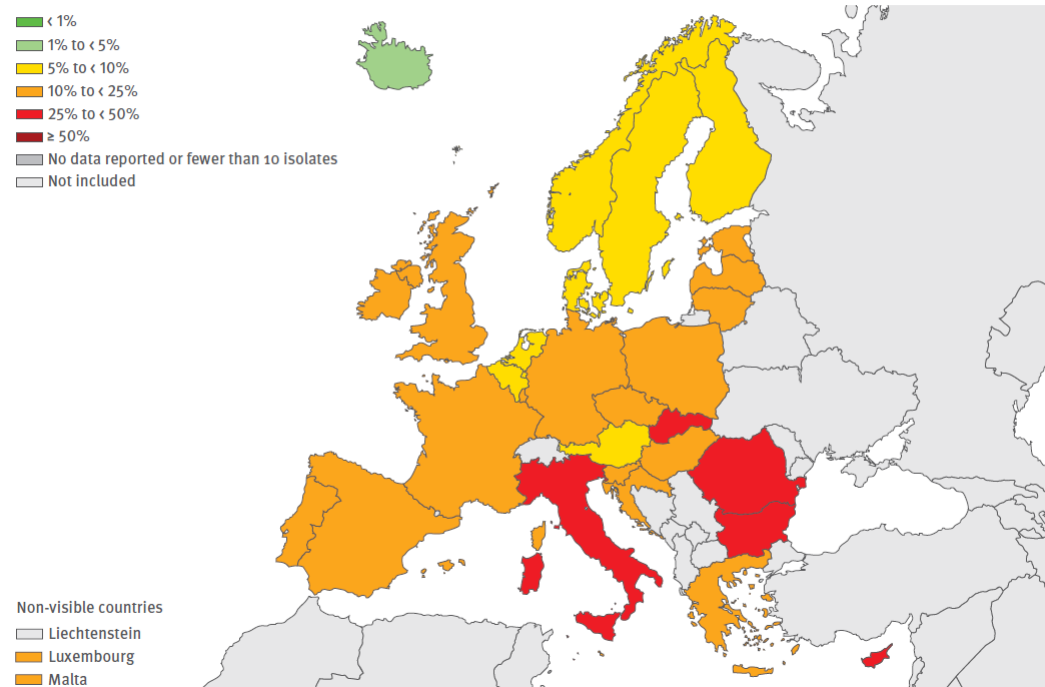 < 1%
1% to < 5%
5% to < 10%
10% to < 25%
25% to < 50%
≥ 50%
No data reported or fewer than 10 isolates
Not included
Non-visible countries
Liechtenstein
Luxembourg
Malta